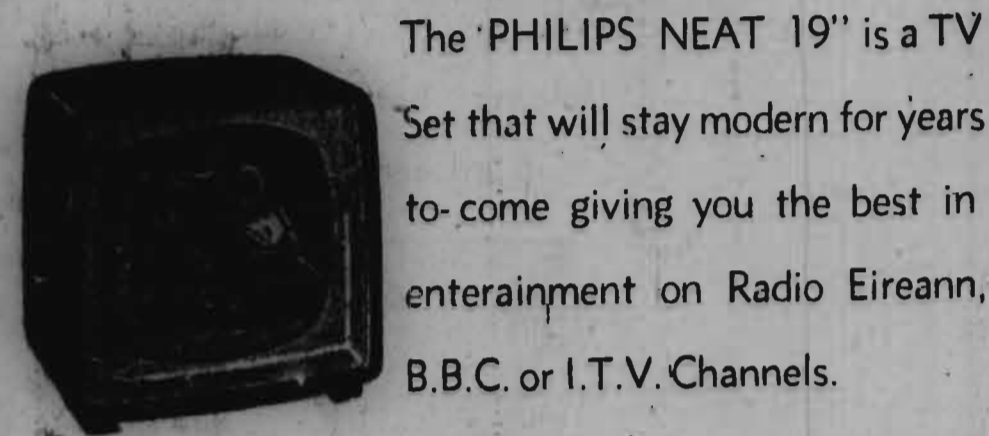 The PHILIPS NEAT 19" is a TV
Set that will stay modern for years
to-come giving you the best in
enterainment on Radio Eireann,
B.B.C. or I.T.V. Channels.